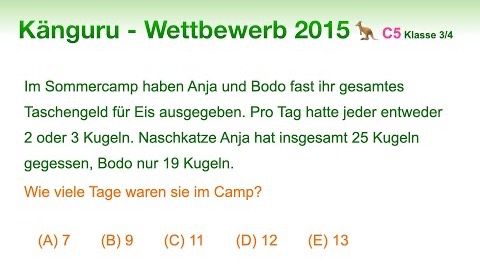 Känguru - Wettbewerb 2015 C5 Klasse 3/4
Im Sommercamp haben Anja und Bodo fast ihr gesamtes
Taschengeld für Eis ausgegeben. Pro Tag hatte jeder entweder
2 oder 3 Kugeln. Naschkatze Anja hat insgesamt 25 Kugeln
gegessen, Bodo nur 19 Kugeln.
Wie viele Tage waren sie im Camp?
(A) 7 (B) 9 (C) 11 (D) 12 (E) 13